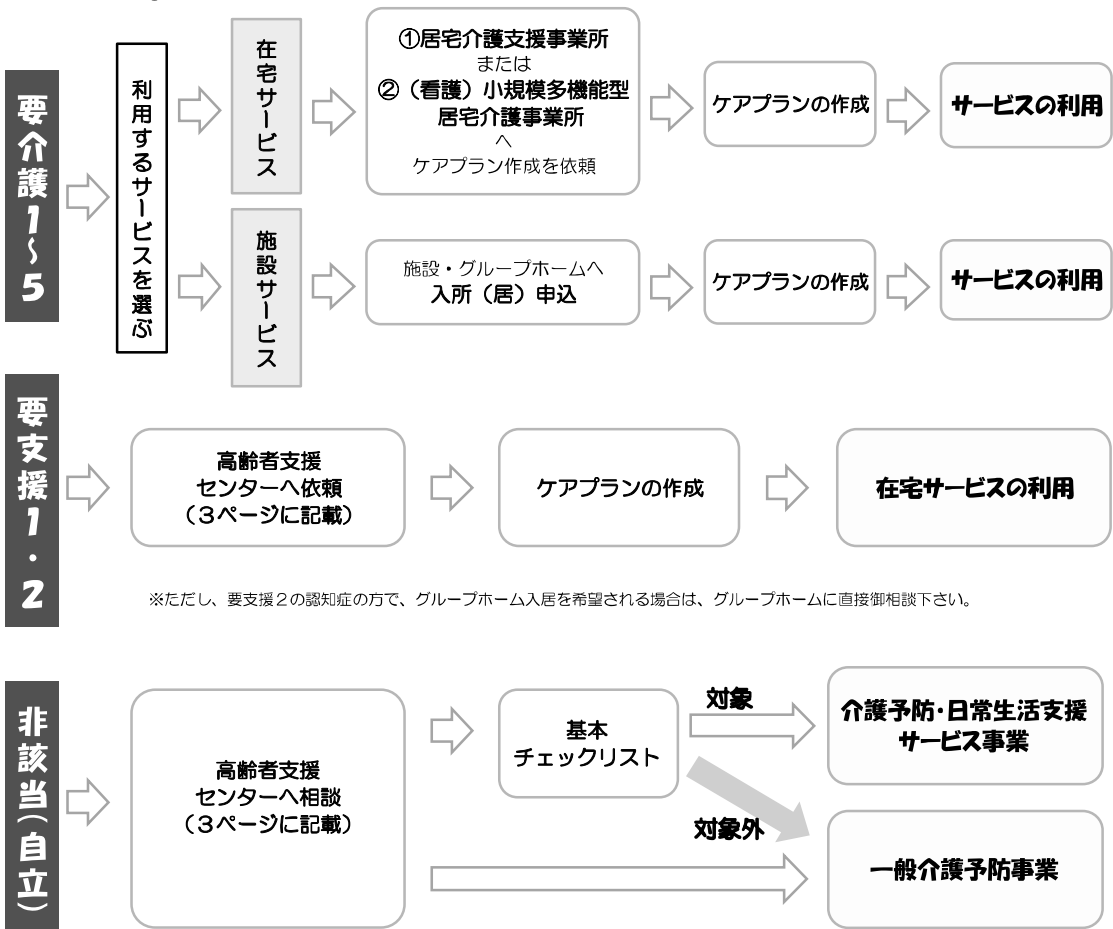 要介護1～5
利用するサービスを選ぶ
在宅サービス
①居宅介護支援事業所
または
②（看護）小規模多機能型
居宅介護事業所
へ
ケアプラン作成を依頼
ケアプランの作成
サービスの利用
施設サービス
施設・グループホームへ
入所（居）申込
ケアプランの作成
サービスの利用
要支援1・2
高齢者支援
センターへ依頼
（３ページに記載）
ケアプランの作成
在宅サービスの利用
※ただし、要支援２の認知症の方で、グループホーム入居を希望される場合は、グループホームに直接御相談下さい。
非該当（自立）
高齢者支援
センターへ相談
（３ページに記載）
基本
チェックリスト
対象
介護予防・日常生活支援
サービス事業
対象外
一般介護予防事業